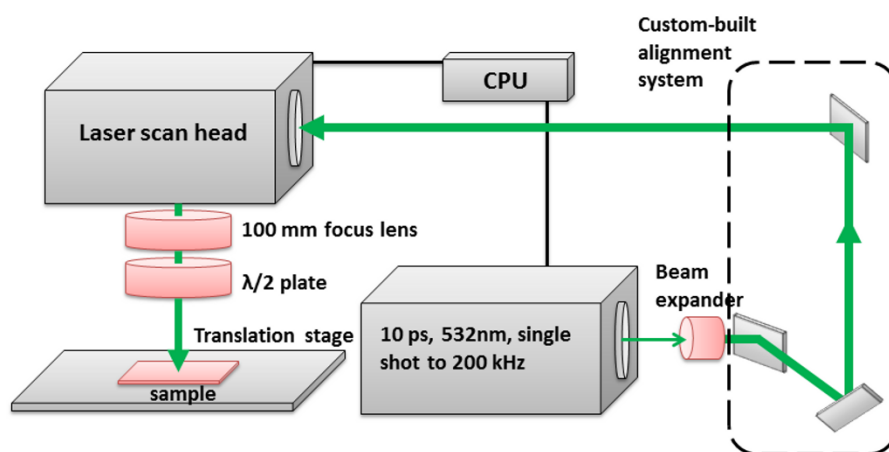 Custom-built
alignment
system
CPU
Laser scan head
100 mm focus lens
λ/2 plate
Beam
expander
Translation stage
10 ps, 532nm, single
shot to 200 kHz
sample